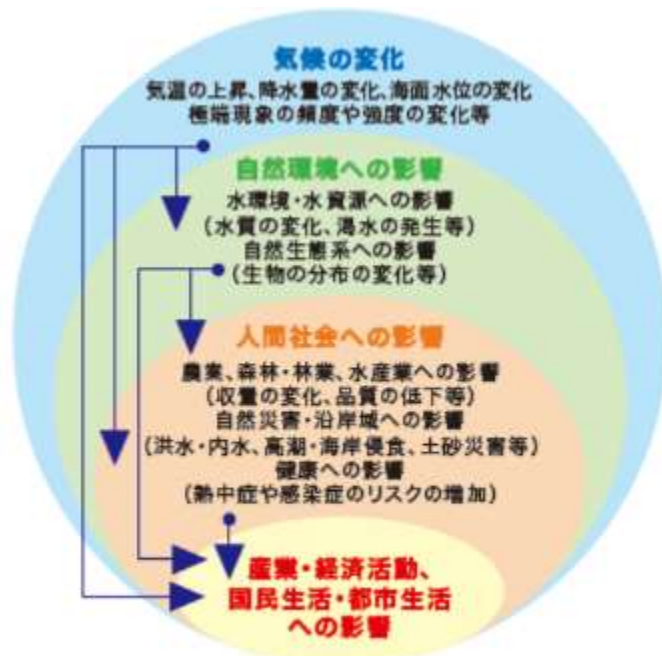 気候の変化
気温の上昇、降水量の変化、海面水位の変化
極端現象の頻度や強度の変化等
自然環境への影響
水環境・水資源への影響
(水質の変化、渇水の発生等)
自然生態系への影響
(生物の分布の変化等)
人間社会への影響
農業、森林・林業、水産業への影響
(収量の変化、品質の低下等)
自然災害・沿岸域への影響
(洪水・内水、高潮・海岸侵食、土砂災害等)
健康への影響
(熱中症や感染症のリスクの増加)
産業・経済活動、
国民生活・都市生活
への影響